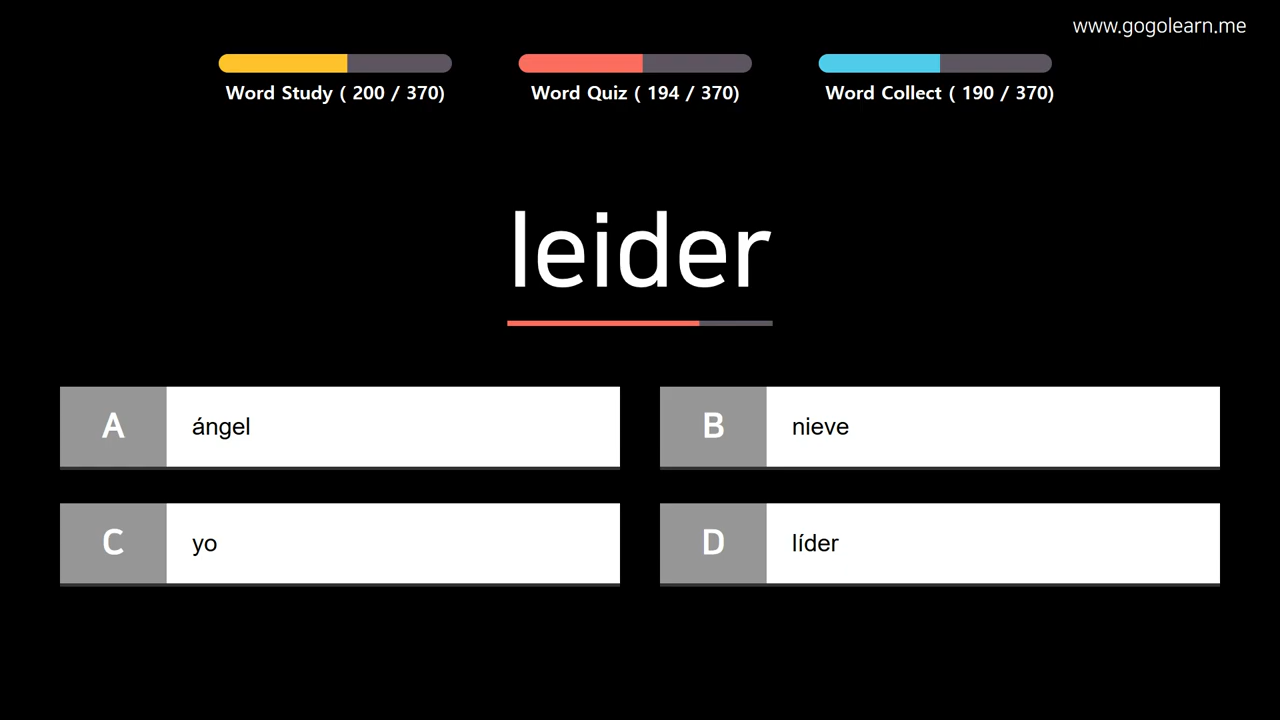 www.gogolearn.me
Word Study ( 200 / 370)
Word Quiz ( 194 / 370)
Word Collect ( 190 / 370)
leider
A ángel
B nieve
C yo
D líder